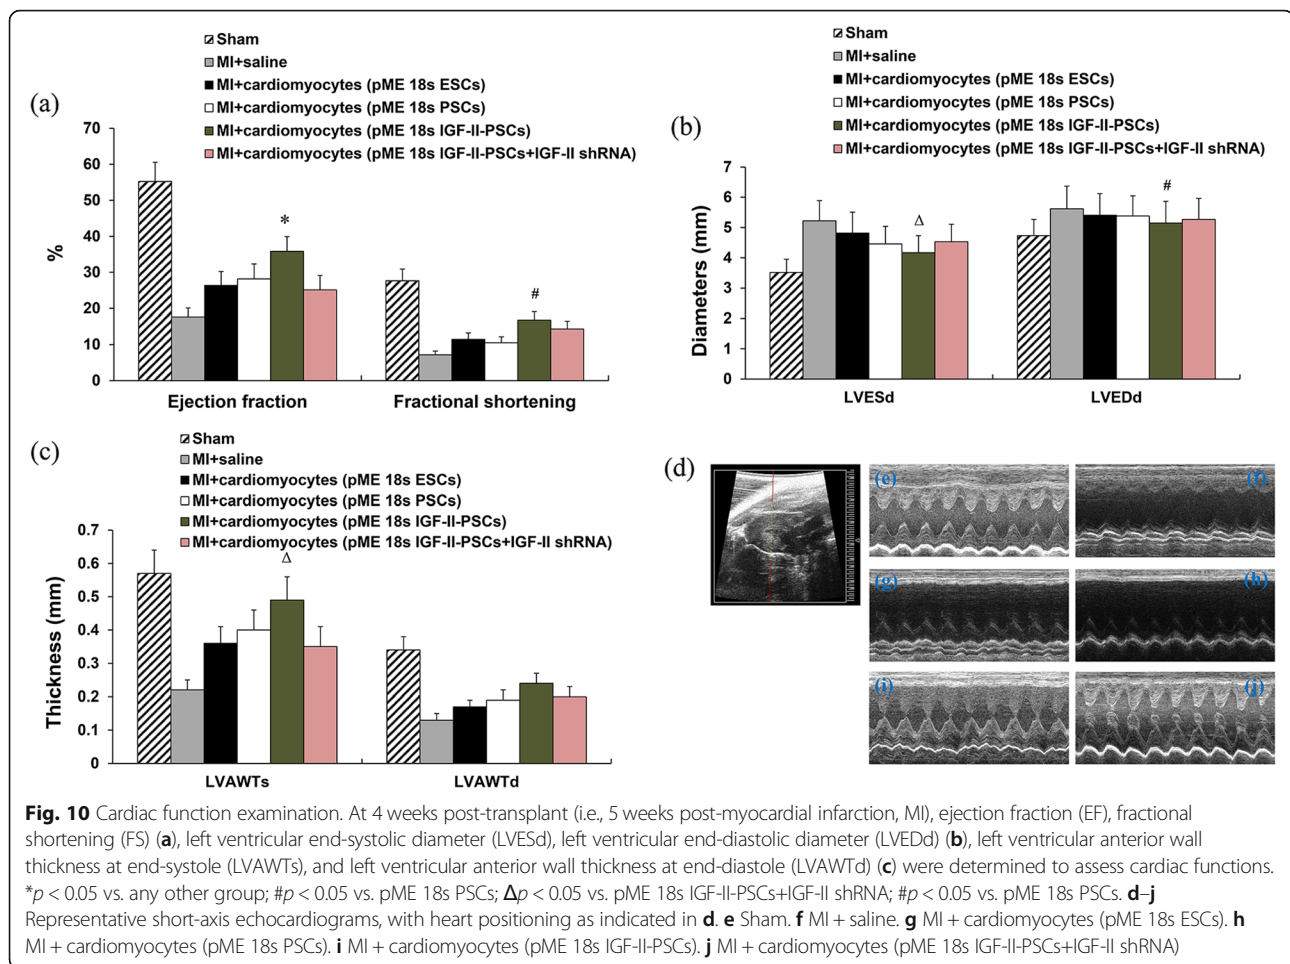 (a)
Sham
MI+saline
MI+cardiomyocytes (pME 18s ESCs)
MI+cardiomyocytes (pME 18s PSCs)
MI+cardiomyocytes (pME 18s IGF-II-PSCs)
MI+cardiomyocytes (pME 18s IGF-II-PSCs+IGF-II shRNA)
70
60
50
40
30
20
10
0
%
*
#
Ejection fraction
Fractional shortening
(b)
Sham
MI+saline
MI+cardiomyocytes (pME 18s ESCs)
MI+cardiomyocytes (pME 18s PSCs)
MI+cardiomyocytes (pME 18s IGF-II-PSCs)
MI+cardiomyocytes (pME 18s IGF-II-PSCs+IGF-II shRNA)
7
6
5
4
3
2
1
0
Diameters (mm)
Δ
#
LVESd
LVEDd
(c)
Sham
MI+saline
MI+cardiomyocytes (pME 18s ESCs)
MI+cardiomyocytes (pME 18s PSCs)
MI+cardiomyocytes (pME 18s IGF-II-PSCs)
MI+cardiomyocytes (pME 18s IGF-II-PSCs+IGF-II shRNA)
0.7
0.6
0.5
0.4
0.3
0.2
0.1
0
Thickness (mm)
Δ
LVAWTs
LVAWTd
(d)
(e)
(f)
(g)
(h)
(i)
(j)
Fig. 10 Cardiac function examination. At 4 weeks post-transplant (i.e., 5 weeks post-myocardial infarction, MI), ejection fraction (EF), fractional
shortening (FS) (a), left ventricular end-systolic diameter (LVESd), left ventricular end-diastolic diameter (LVEDd) (b), left ventricular anterior wall
thickness at end-systole (LVAWTs), and left ventricular anterior wall thickness at end-diastole (LVAWTd) (c) were determined to assess cardiac functions.
*p < 0.05 vs. any other group; #p < 0.05 vs. pME 18s PSCs; Δp < 0.05 vs. pME 18s IGF-II-PSCs+IGF-II shRNA; #p < 0.05 vs. pME 18s PSCs. d–j
Representative short-axis echocardiograms, with heart positioning as indicated in d. e Sham. f MI + saline. g MI + cardiomyocytes (pME 18s ESCs). h
MI + cardiomyocytes (pME 18s PSCs). i MI + cardiomyocytes (pME 18s IGF-II-PSCs). j MI + cardiomyocytes (pME 18s IGF-II-PSCs+IGF-II shRNA)